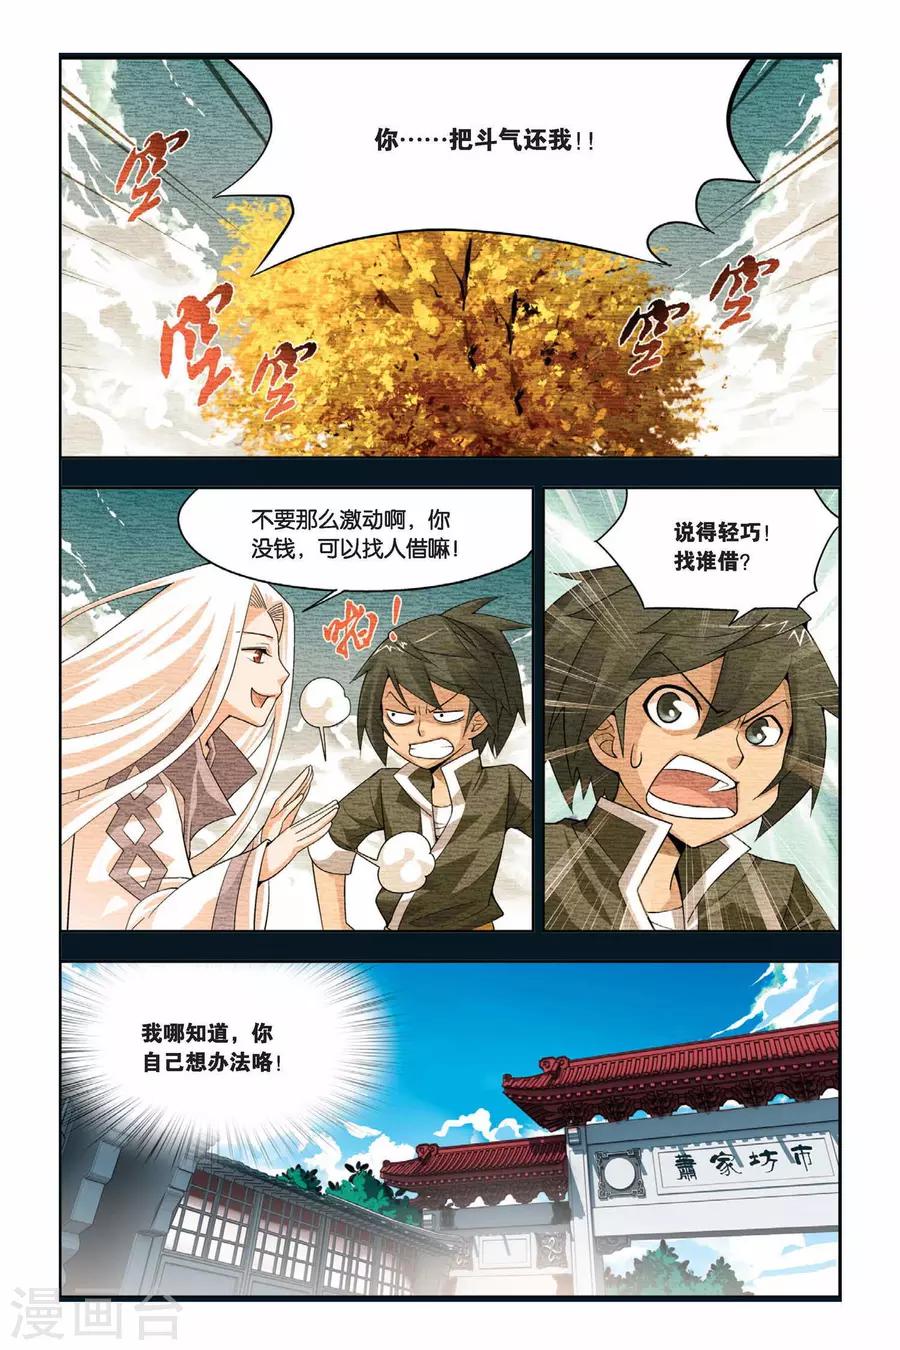 你……把斗气还我!!
空
空
空
空
空
不要那么激动啊，你
没钱，可以找人借嘛!
啪!
说得轻巧!
找谁借?
我哪知道，你
自己想办法咯!
蕭家坊市
漫画台